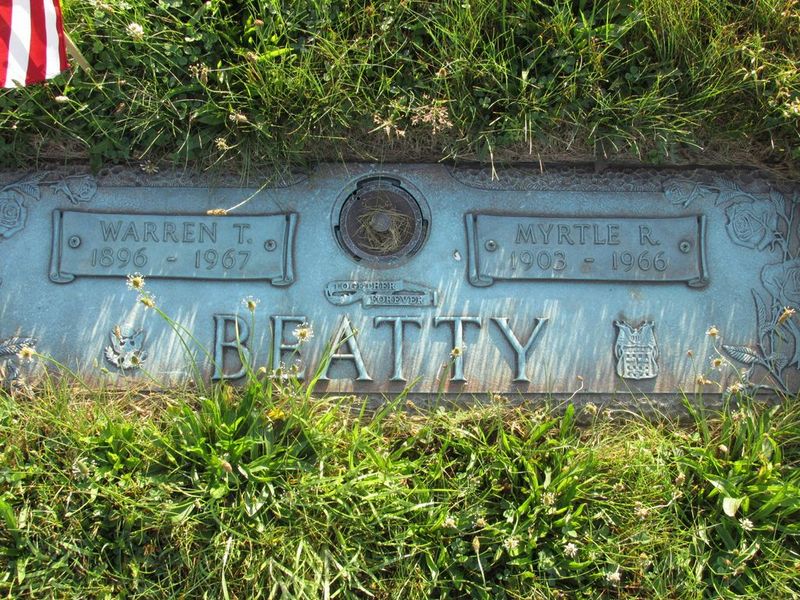 WARREN T.
1896 - 1967
MYRTLE R.
1903 - 1966
TOGETHER
FOREVER
BEATTY